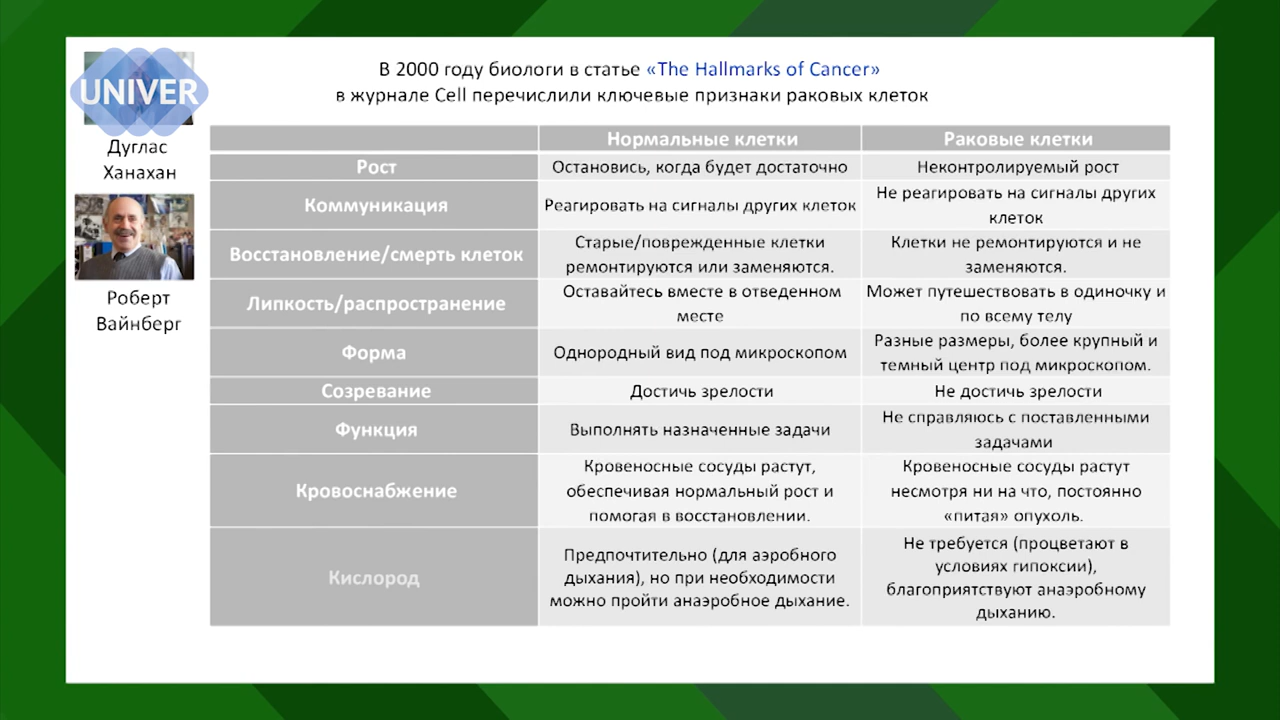 В 2000 году биологи в статье «The Hallmarks of Cancer»
в журнале Cell перечислили ключевые признаки раковых клеток
UNIVER
Дуглас
Ханахан
Роберт
Вайнберг
Нормальные клетки
Раковые клетки
Рост
Остановись, когда будет достаточно
Неконтролируемый рост
Коммуникация
Реагировать на сигналы других клеток
Не реагировать на сигналы других
клеток
Восстановление/смерть клеток
Старые/поврежденные клетки
ремонтируются или заменяются.
Клетки не ремонтируются и не
заменяются.
Липкость/распространение
Оставайтесь вместе в отведенном
месте
Может путешествовать в одиночку и
по всему телу
Форма
Однородный вид под микроскопом
Разные размеры, более крупный и
темный центр под микроскопом.
Созревание
Достичь зрелости
Не достичь зрелости
Функция
Выполнять назначенные задачи
Не справляюсь с поставленными
задачами
Кровоснабжение
Кровеносные сосуды растут,
обеспечивая нормальный рост и
помогая в восстановлении.
Кровеносные сосуды растут
несмотря ни на что, постоянно
«питая» опухоль.
Кислород
Предпочтительно (для аэробного
дыхания), но при необходимости
можно пройти анаэробное дыхание.
Не требуется (процветают в
условиях гипоксии),
благоприятствуют анаэробному
дыханию.